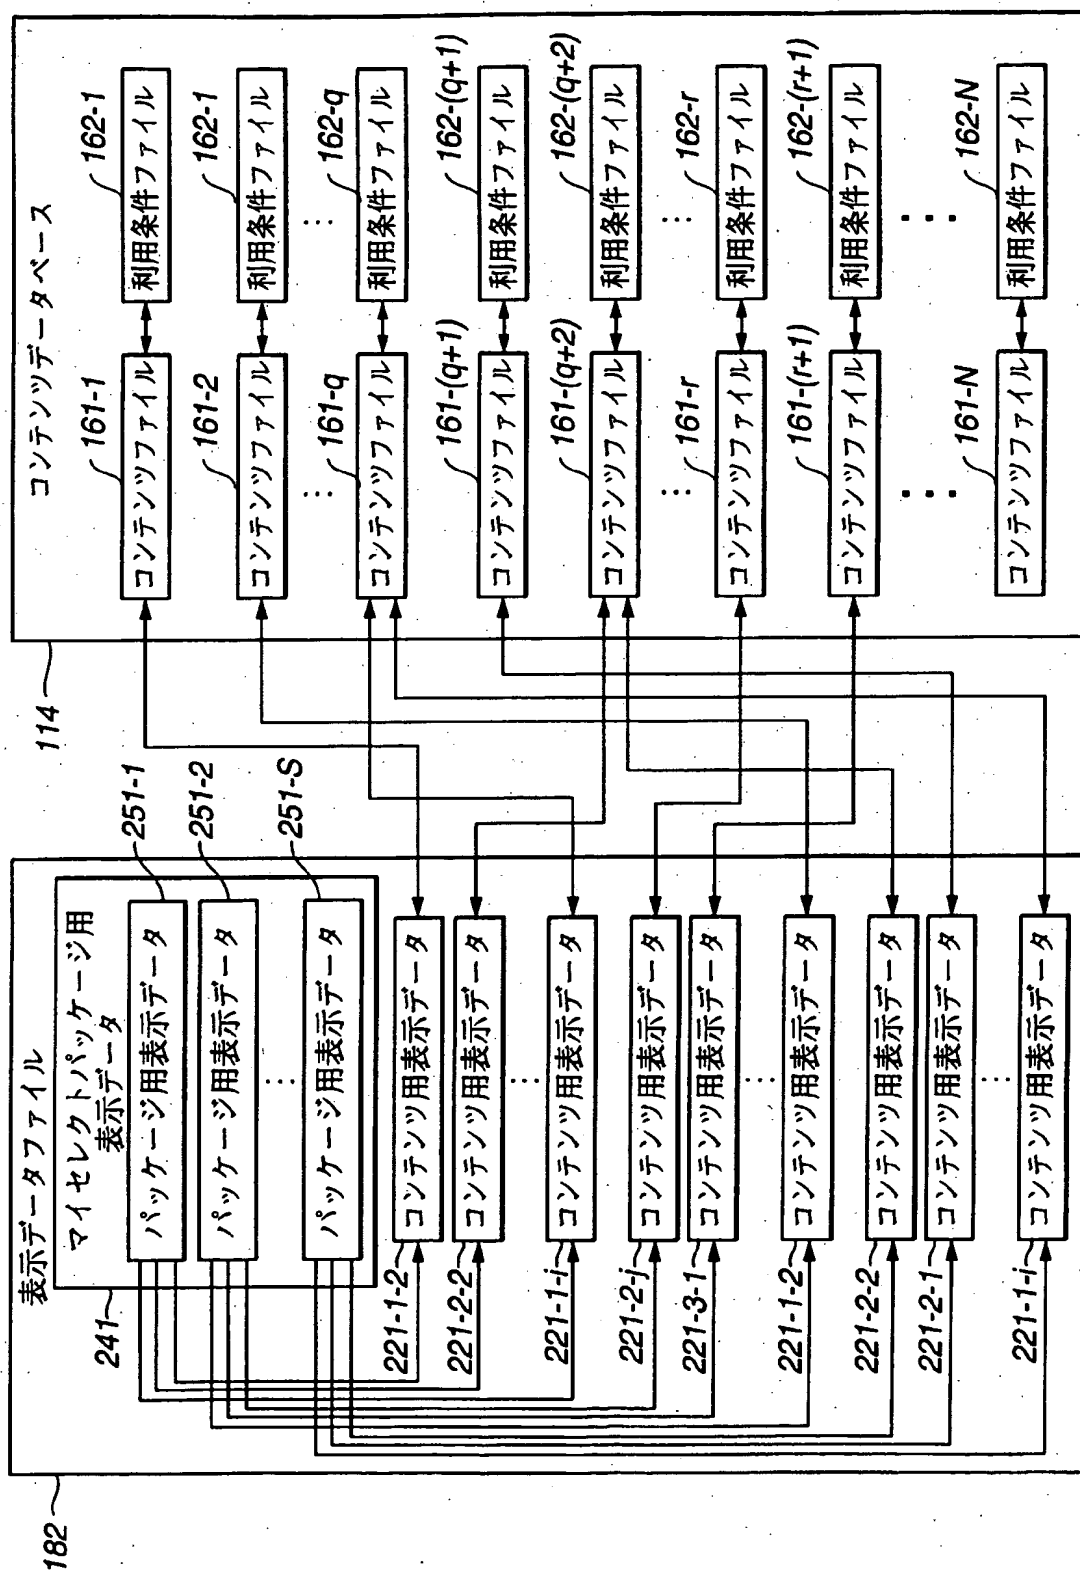 182
表示データファイル
241
マイセレクトパッケージ用
表示データ
パッケージ用表示データ
251-1
パッケージ用表示データ
251-2
パッケージ用表示データ
251-S
221-1-2
コンテンツ用表示データ
221-2-2
コンテンツ用表示データ
221-1-i
コンテンツ用表示データ
221-2-j
コンテンツ用表示データ
221-3-1
コンテンツ用表示データ
221-1-2
コンテンツ用表示データ
221-2-2
コンテンツ用表示データ
221-2-1
コンテンツ用表示データ
221-1-i
コンテンツ用表示データ
114
コンテンツデータベース
161-1
コンテンツファイル
162-1
利用条件ファイル
161-2
コンテンツファイル
162-1
利用条件ファイル
161-q
コンテンツファイル
162-q
利用条件ファイル
161-(q+1)
コンテンツファイル
162-(q+1)
利用条件ファイル
161-(q+2)
コンテンツファイル
162-(q+2)
利用条件ファイル
161-r
コンテンツファイル
162-r
利用条件ファイル
161-(r+1)
コンテンツファイル
162-(r+1)
利用条件ファイル
161-N
コンテンツファイル
162-N
利用条件ファイル